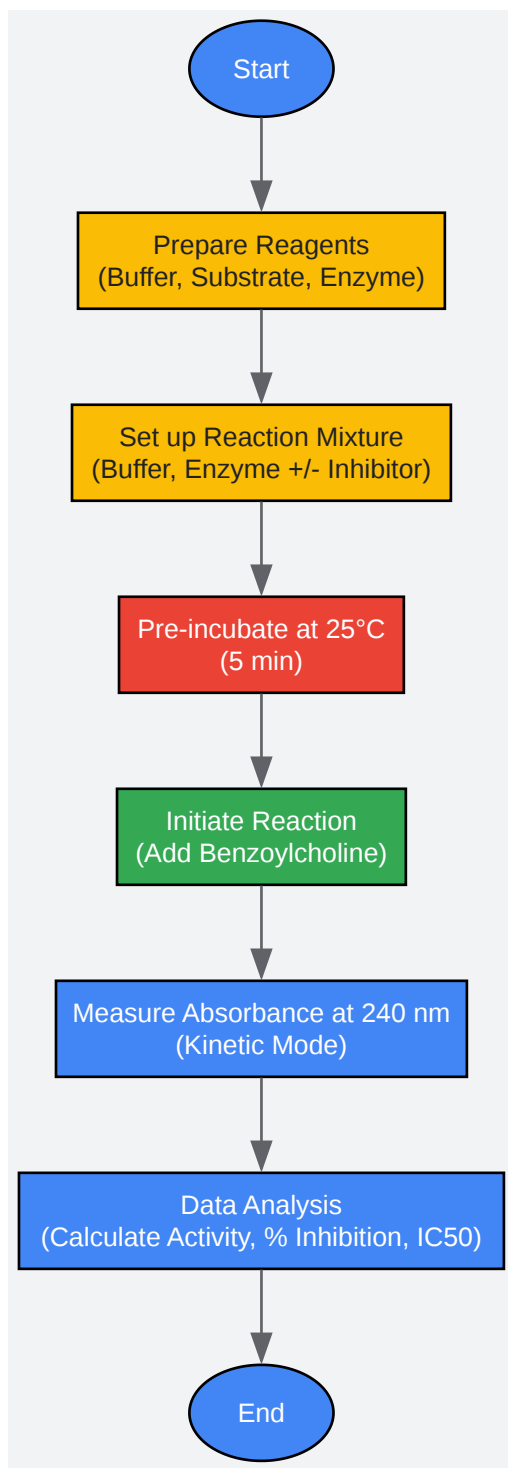 Start
Prepare Reagents
(Buffer, Substrate, Enzyme)
Set up Reaction Mixture
(Buffer, Enzyme +/- Inhibitor)
Pre-incubate at 25°C
(5 min)
Initiate Reaction
(Add Benzoylcholine)
Measure Absorbance at 240 nm
(Kinetic Mode)
Data Analysis
(Calculate Activity, % Inhibition, IC50)
End